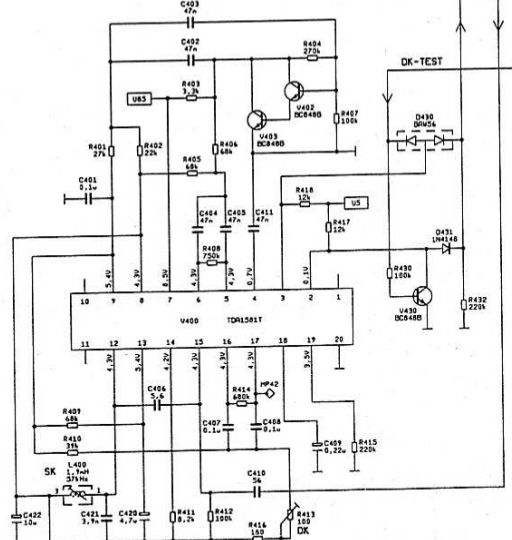 C403
47n
C402
47n
R404
270k
DK-TEST
U85
R403
3,3k
V402
BC848B
D430
BAW56
V403
BC848B
R407
100k
R401
27k
R402
22k
R406
68k
R405
68k
C401
0,1u
R418
12k
U5
C404
47n
C405
47n
C411
47n
R417
12k
D431
1N4148
R408
750k
R430
100k
V430
BC848B
R432
220k
5,4V
4,3V
8,5V
4,3V
4,3V
0,7V
0,1V
10 9 8 7 6 5 4 3 2 1
V400 TDA1581T
11 12 13 14 15 16 17 18 19 20
4,3V
5,4V
4,2V
4,3V
4,3V
4,3V
3,5V
C406
5,6
R414
680k
MP42
R409
68k
C407
0,1u
C408
0,1u
R410
39k
C409
0,22u
R415
220k
SK
L400
1,9mH
57kHz
3 1
C410
56
C422
10u
C421
3,9n
C420
4,7u
R411
8,2k
R412
100k
R413
100
R416
160
DK